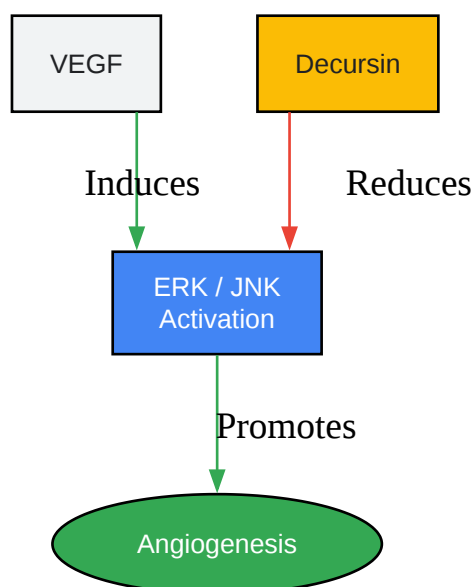 VEGF
Decursin
Induces
Reduces
ERK / JNK
Activation
Promotes
Angiogenesis